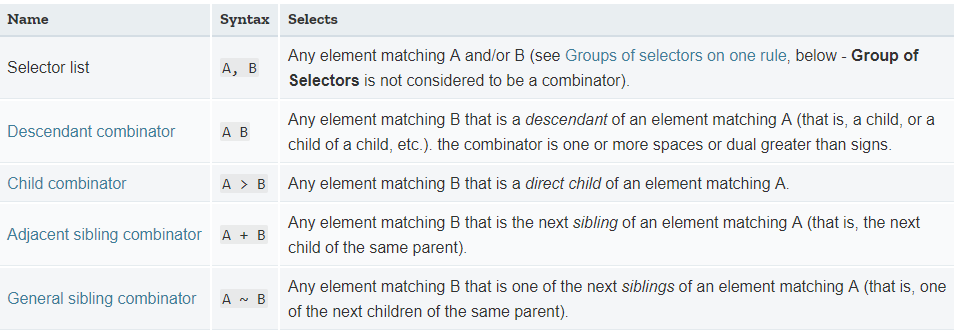 Name Syntax Selects
Selector list A, B Any element matching A and/or B (see Groups of selectors on one rule, below - Group of
Selectors is not considered to be a combinator).
Descendant combinator A B Any element matching B that is a descendant of an element matching A (that is, a child, or a
child of a child, etc.). the combinator is one or more spaces or dual greater than signs.
Child combinator A > B Any element matching B that is a direct child of an element matching A.
Adjacent sibling combinator A + B Any element matching B that is the next sibling of an element matching A (that is, the next
child of the same parent).
General sibling combinator A ~ B Any element matching B that is one of the next siblings of an element matching A (that is, one
of the next children of the same parent).